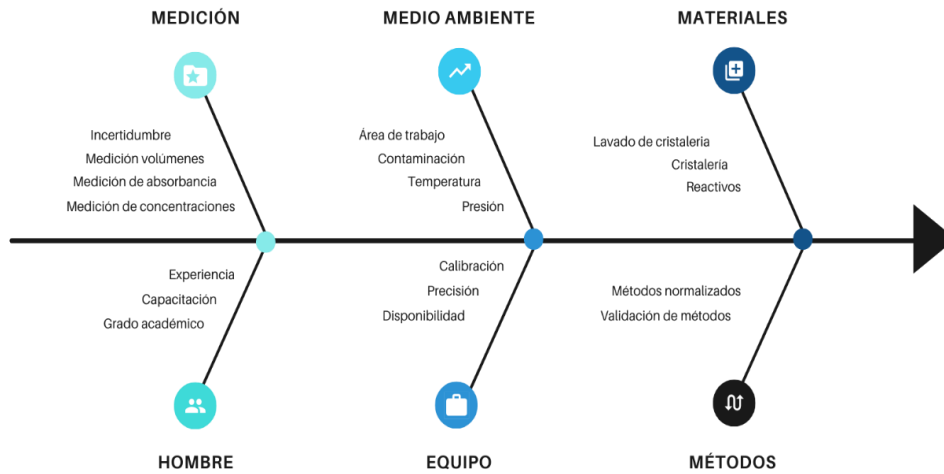 MEDICIÓN
MEDIO AMBIENTE
MATERIALES
Incertidumbre
Medición volúmenes
Medición de absorbancia
Medición de concentraciones
Área de trabajo
Contaminación
Temperatura
Presión
Lavado de cristaleria
Cristalería
Reactivos
Experiencia
Capacitación
Grado académico
Calibración
Precisión
Disponibilidad
Métodos normalizados
Validación de métodos
HOMBRE
EQUIPO
MÉTODOS